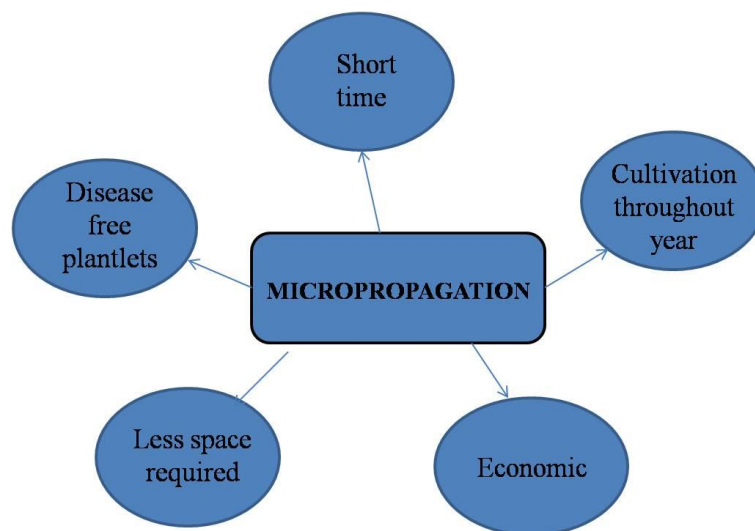 Short
time
Disease
free
plantlets
Cultivation
throughout
year
MICROPROPAGATION
Less space
required
Economic